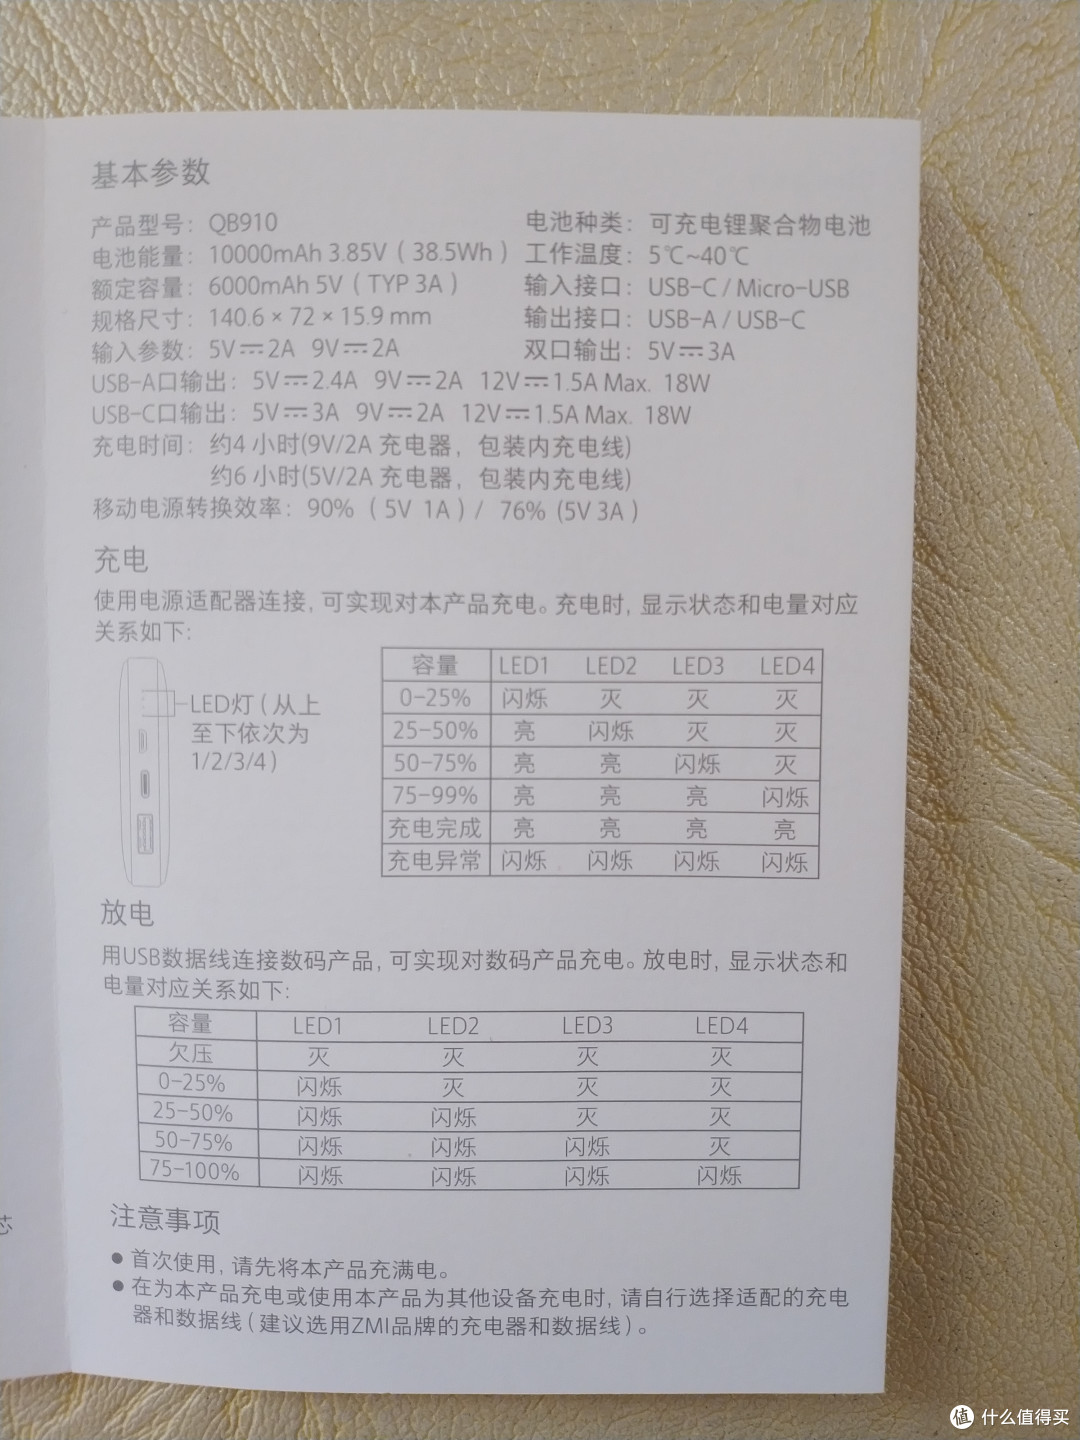 基本参数
产品型号：QB910 电池种类：可充电锂聚合物电池
电池能量：10000mAh 3.85V（38.5Wh） 工作温度：5℃~40℃
额定容量：6000mAh 5V（TYP 3A） 输入接口：USB-C / Micro-USB
规格尺寸：140.6 × 72 × 15.9 mm 输出接口：USB-A / USB-C
输入参数：5V⎓2A 9V⎓2A 双口输出：5V⎓3A
USB-A口输出：5V⎓2.4A 9V⎓2A 12V⎓1.5A Max. 18W
USB-C口输出：5V⎓3A 9V⎓2A 12V⎓1.5A Max. 18W
充电时间：约4 小时(9V/2A 充电器，包装内充电线)
约6 小时(5V/2A 充电器，包装内充电线)
移动电源转换效率：90%（5V 1A）/ 76% (5V 3A）
充电
使用电源适配器连接，可实现对本产品充电。充电时，显示状态和电量对应
关系如下:
LED灯（从上
至下依次为
1/2/3/4）
容量 LED1 LED2 LED3 LED4
0-25% 闪烁 灭 灭 灭
25-50% 亮 闪烁 灭 灭
50-75% 亮 亮 闪烁 灭
75-99% 亮 亮 亮 闪烁
充电完成 亮 亮 亮 亮
充电异常 闪烁 闪烁 闪烁 闪烁
放电
用USB数据线连接数码产品，可实现对数码产品充电。放电时，显示状态和
电量对应关系如下:
容量 LED1 LED2 LED3 LED4
欠压 灭 灭 灭 灭
0-25% 闪烁 灭 灭 灭
25-50% 闪烁 闪烁 灭 灭
50-75% 闪烁 闪烁 闪烁 灭
75-100% 闪烁 闪烁 闪烁 闪烁
注意事项
● 首次使用，请先将本产品充满电。
● 在为本产品充电或使用本产品为其他设备充电时，请自行选择适配的充电
器和数据线（建议选用ZMI品牌的充电器和数据线）。
芯
值 什么值得买